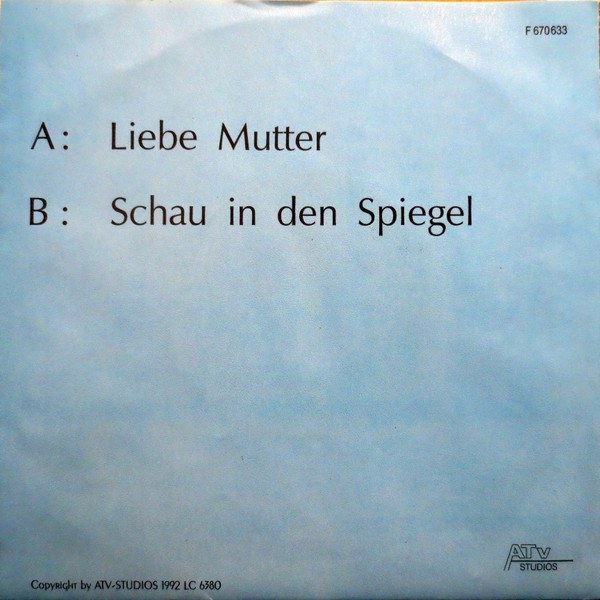 F 670633
A: Liebe Mutter
B: Schau in den Spiegel
ATV
STUDIOS
Copyright by ATV-STUDIOS 1992 LC 6380